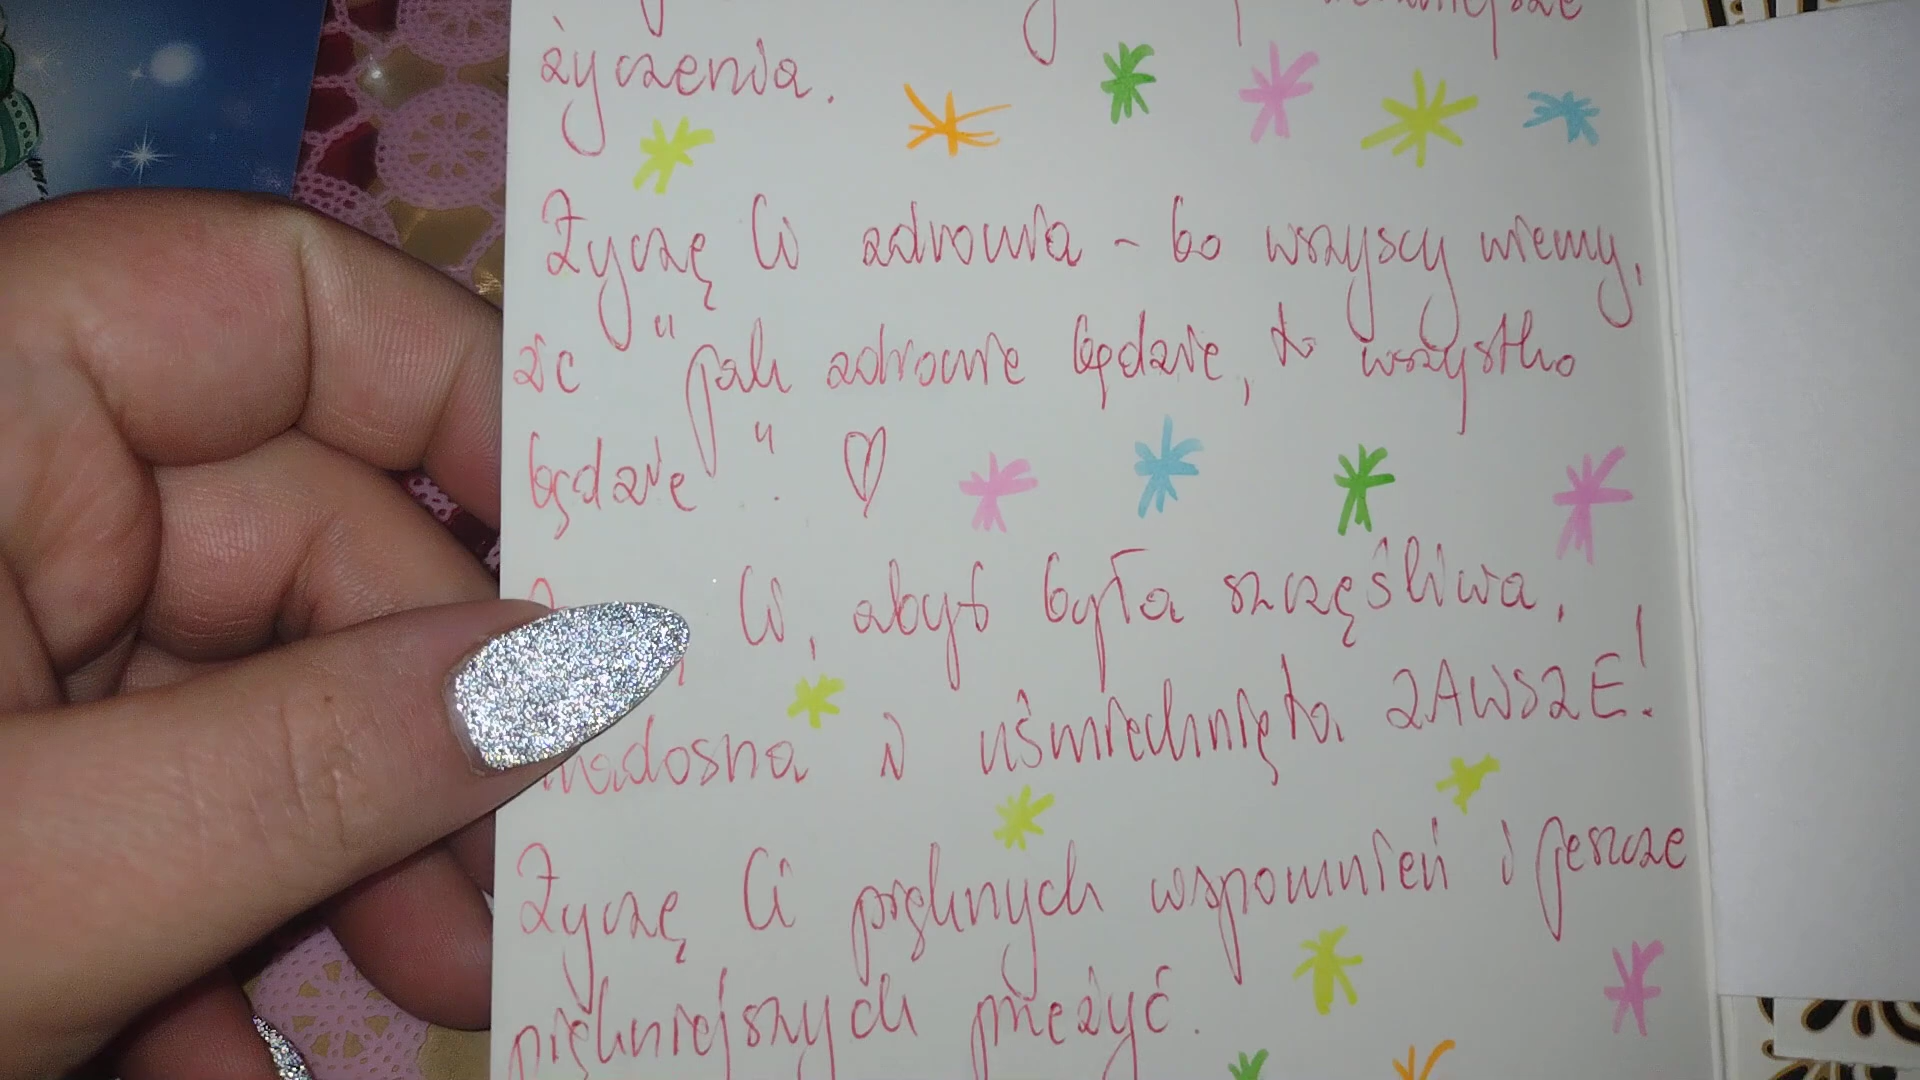 życzenia.
Życzę Ci zdrowia - bo wszyscy wiemy,
że "jak zdrowie będzie, to wszystko
będzie". ♡
Ci, abyś była szczęśliwa,
radosna i uśmiechnięta ZAWSZE!
Życzę Ci pięknych wspomnień i jeszcze
piękniejszych przeżyć.